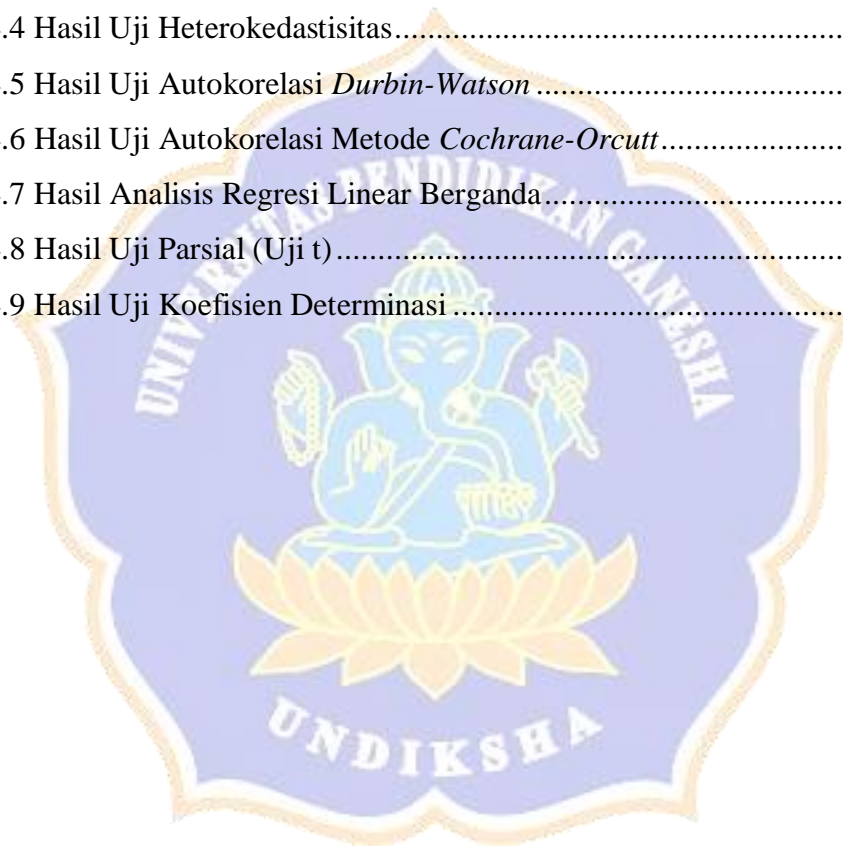 .4 Hasil Uji Heterokedastisitas
.5 Hasil Uji Autokorelasi Durbin-Watson
.6 Hasil Uji Autokorelasi Metode Cochrane-Orcutt
.7 Hasil Analisis Regresi Linear Berganda
.8 Hasil Uji Parsial (Uji t)
.9 Hasil Uji Koefisien Determinasi
UNIVERSITAS PENDIDIKAN GANESHA
UNDIKSHA